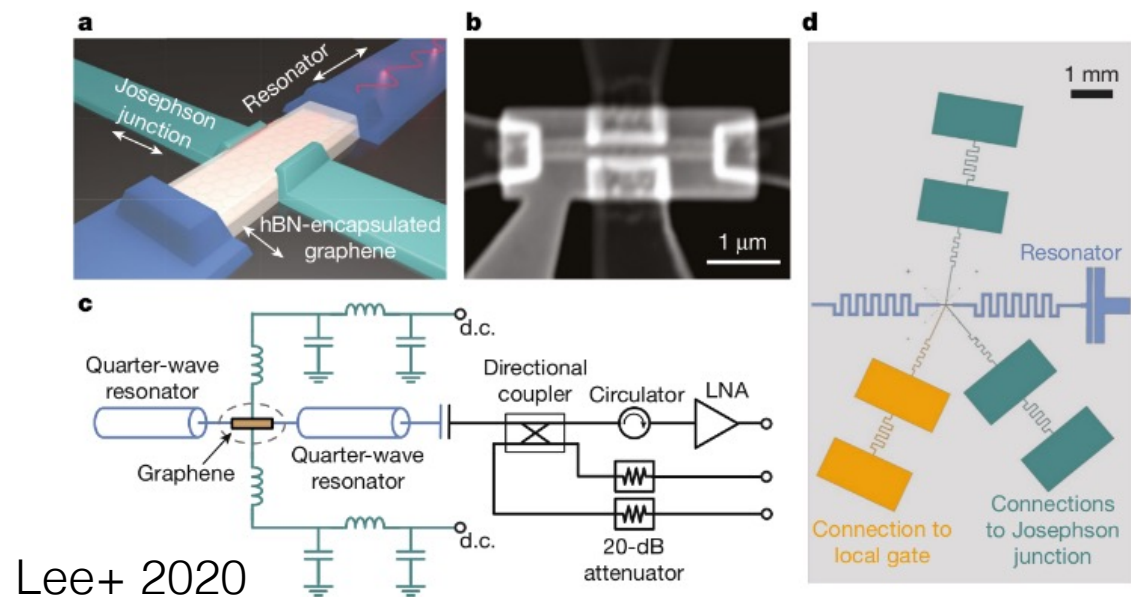 a
Resonator
Josephson
junction
hBN-encapsulated
graphene
b
1 μm
c
d.c.
Quarter-wave
resonator
Graphene
Quarter-wave
resonator
Directional
coupler
Circulator
LNA
20-dB
attenuator
d.c.
d
1 mm
Resonator
Connection to
local gate
Connections
to Josephson
junction
Lee+ 2020